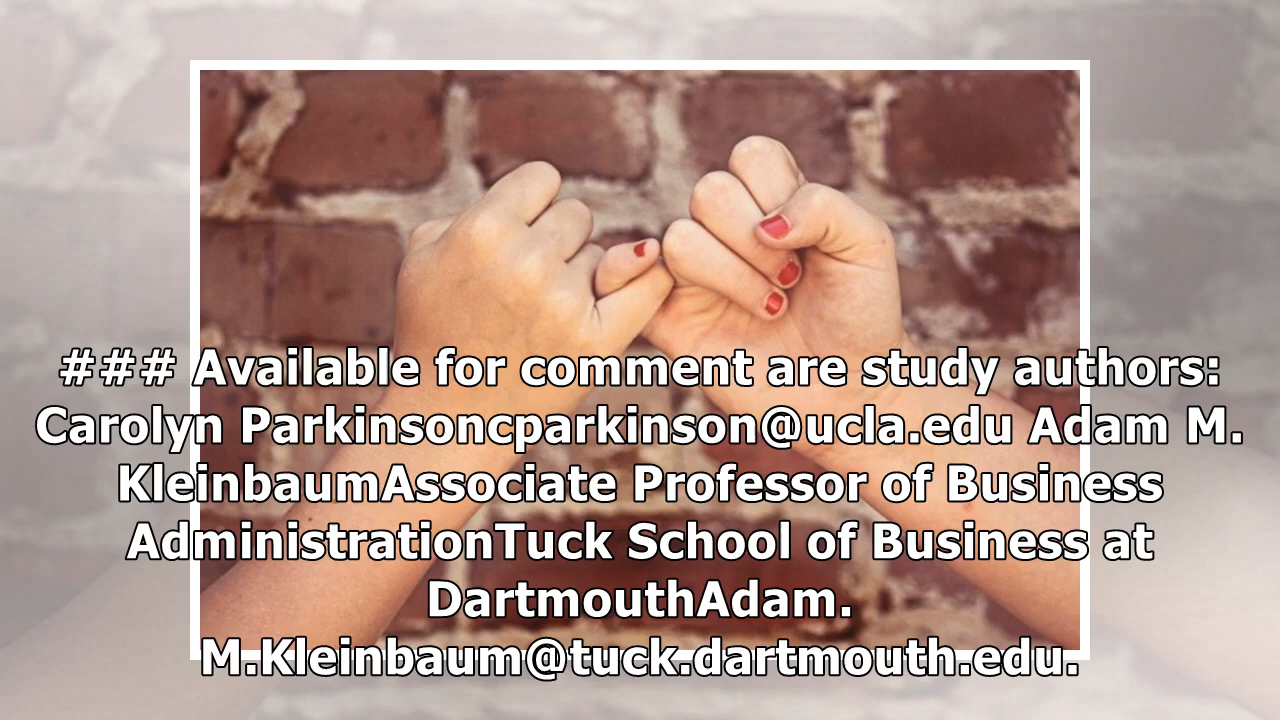 ### Available for comment are study authors:
Carolyn Parkinsoncparkinson@ucla.edu Adam M.
KleinbaumAssociate Professor of Business
AdministrationTuck School of Business at
DartmouthAdam.
M.Kleinbaum@tuck.dartmouth.edu.